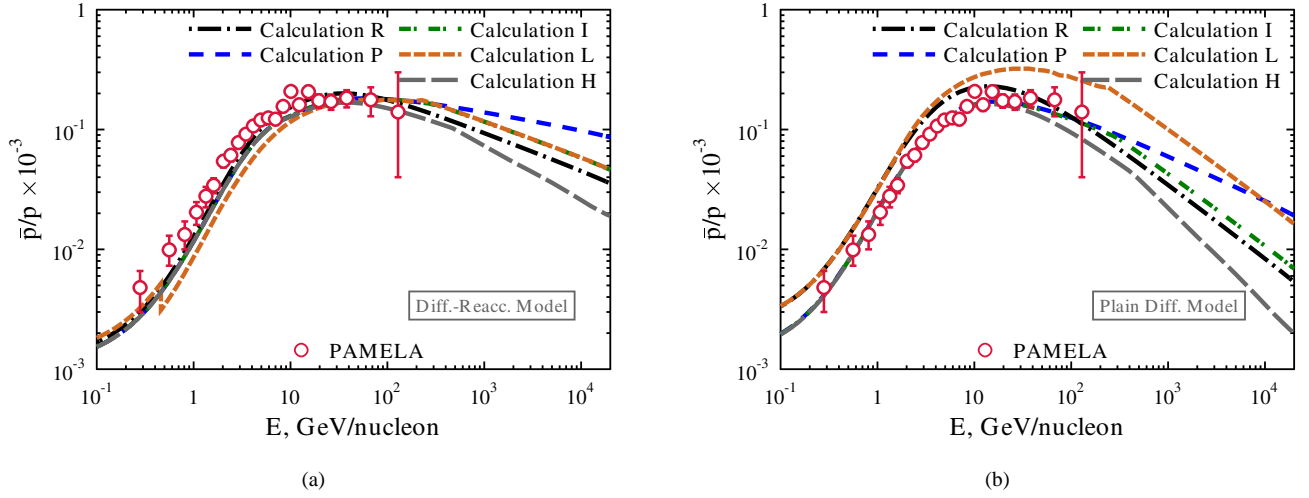 1
10⁻¹
10⁻²
10⁻³
p̄/p × 10⁻³
Calculation R
Calculation P
Calculation I
Calculation L
Calculation H
Diff.-Reacc. Model
PAMELA
10⁻¹ 1 10 10² 10³ 10⁴
E, GeV/nucleon
(a)
1
10⁻¹
10⁻²
10⁻³
p̄/p × 10⁻³
Calculation R
Calculation P
Calculation I
Calculation L
Calculation H
Plain Diff. Model
PAMELA
10⁻¹ 1 10 10² 10³ 10⁴
E, GeV/nucleon
(b)